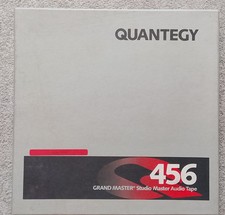 QUANTEGY
456
GRAND MASTER® Studio Master Audio Tape